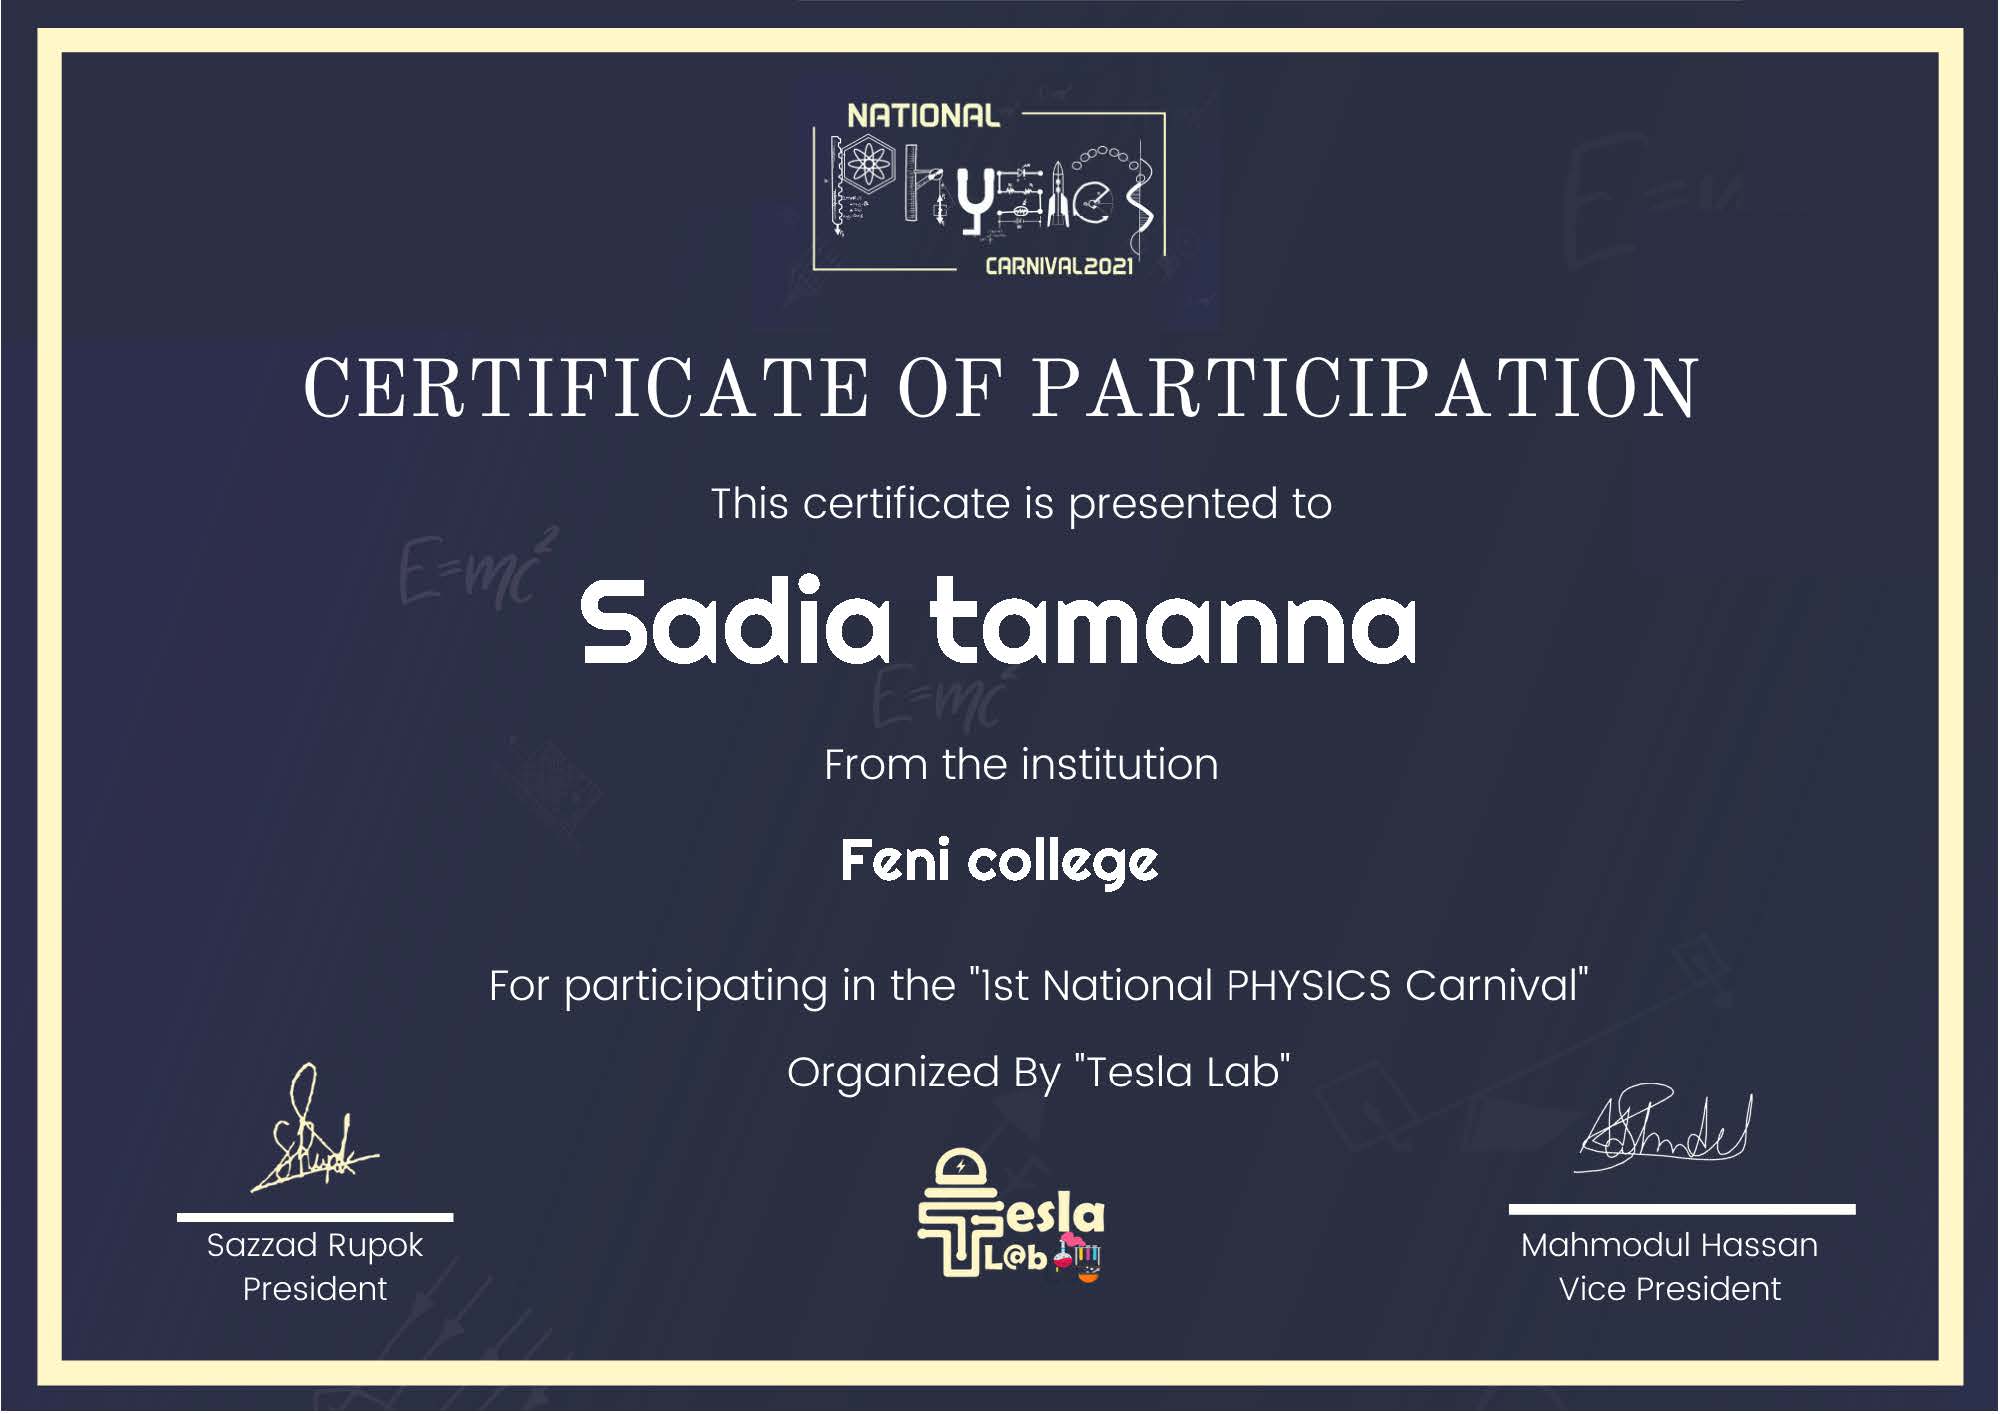 NATIONAL
Physics
CARNIVAL2021
CERTIFICATE OF PARTICIPATION
This certificate is presented to
E=mc²
Sadia tamanna
E=mc²
From the institution
Feni college
For participating in the "1st National PHYSICS Carnival"
Organized By "Tesla Lab"
Tesla
L@b
Sazzad Rupok
President
Mahmodul Hassan
Vice President